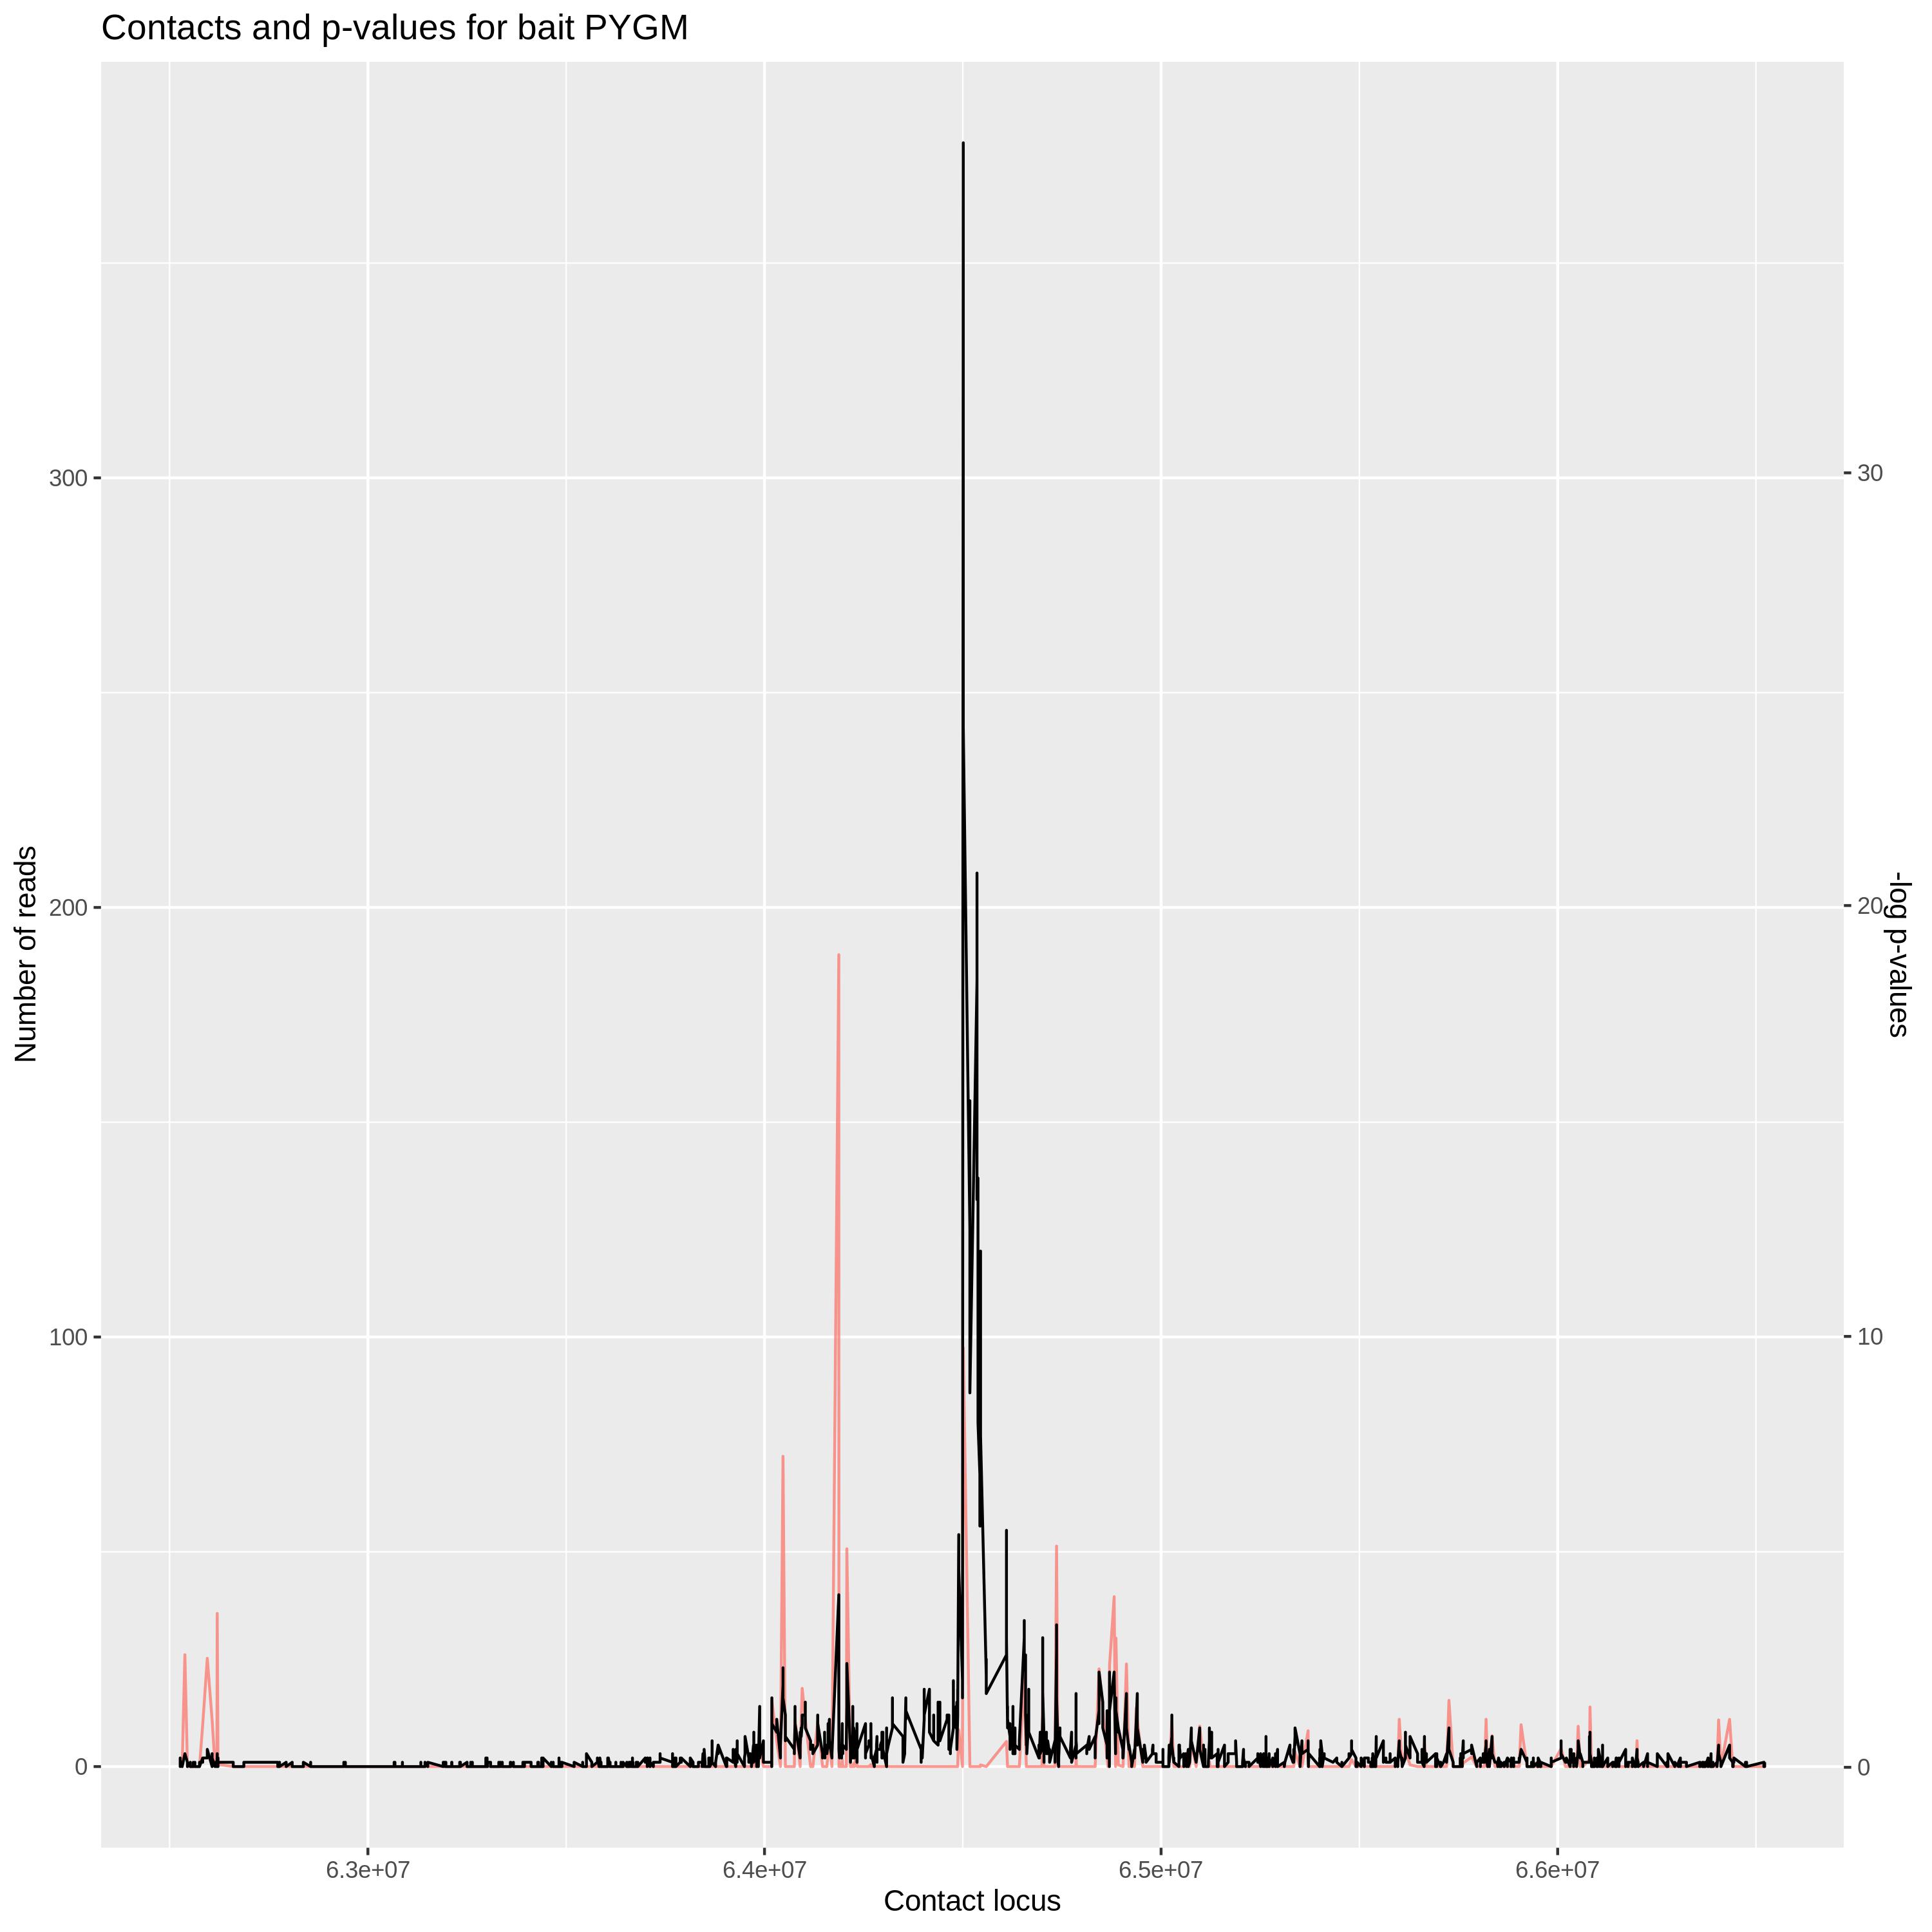 Contacts and p-values for bait PYGM
Number of reads
300
200
100
0
30
20
10
0
-log p-values
6.3e+07
6.4e+07
6.5e+07
6.6e+07
Contact locus